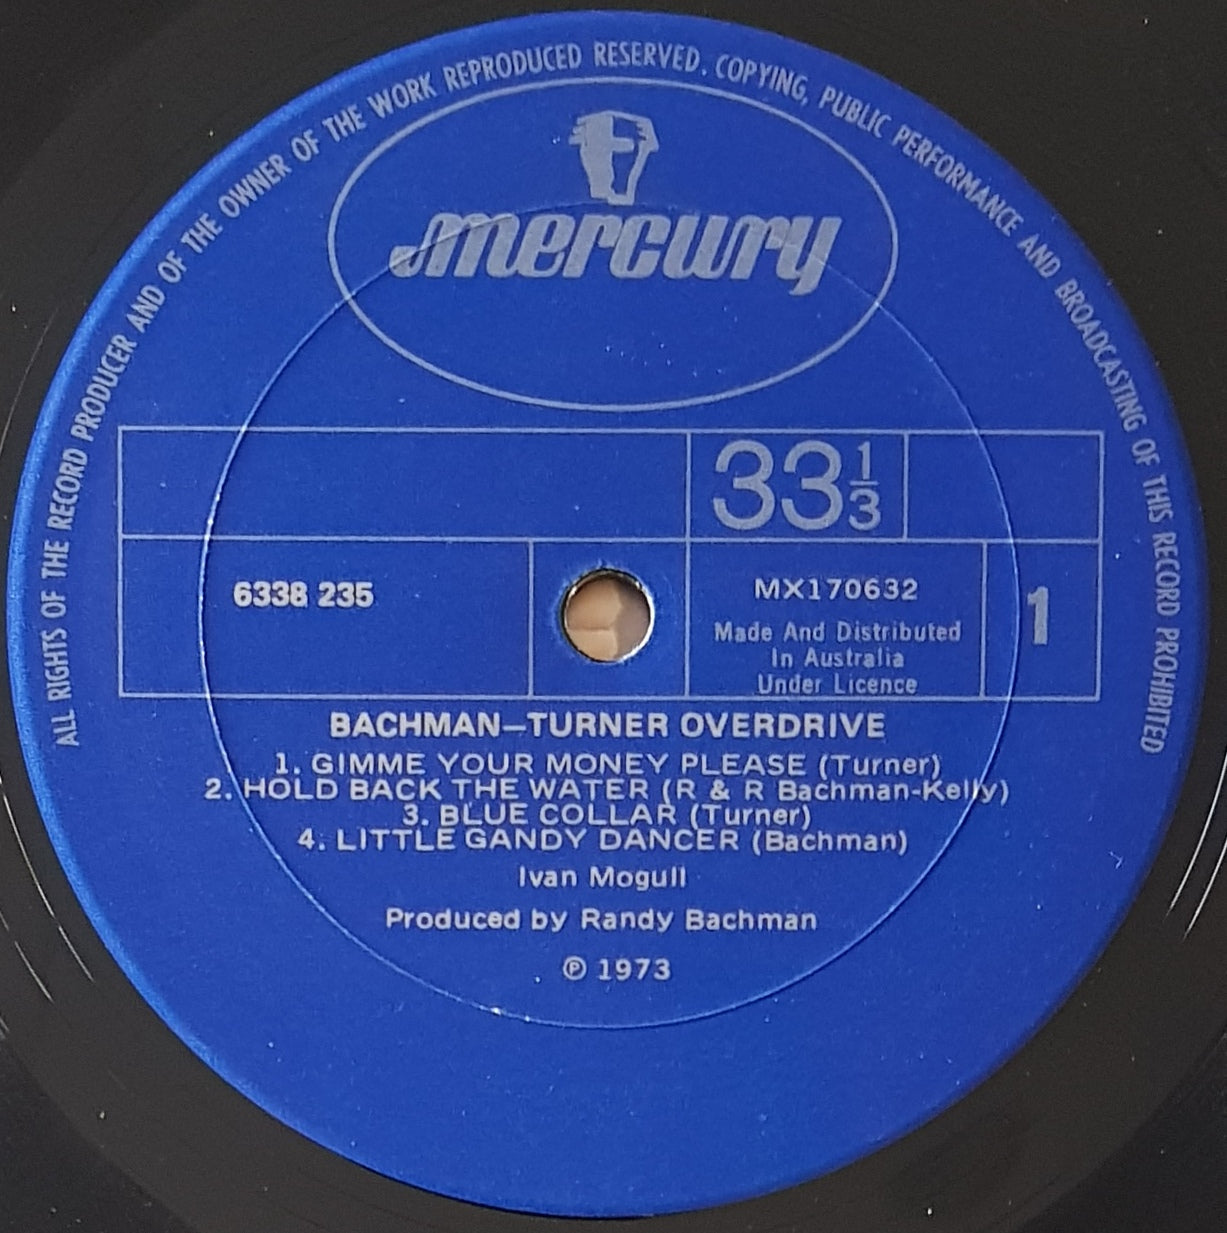 ALL RIGHTS OF THE RECORD PRODUCER AND OF THE OWNER OF THE WORK REPRODUCED RESERVED. COPYING, PUBLIC PERFORMANCE AND BROADCASTING OF THIS RECORD PROHIBITED
mercury
33 1/3
6338 235
MX170632
Made And Distributed
In Australia
Under Licence
1
BACHMAN–TURNER OVERDRIVE
1. GIMME YOUR MONEY PLEASE (Turner)
2. HOLD BACK THE WATER (R & R Bachman-Kelly)
3. BLUE COLLAR (Turner)
4. LITTLE GANDY DANCER (Bachman)
Ivan Mogull
Produced by Randy Bachman
℗ 1973